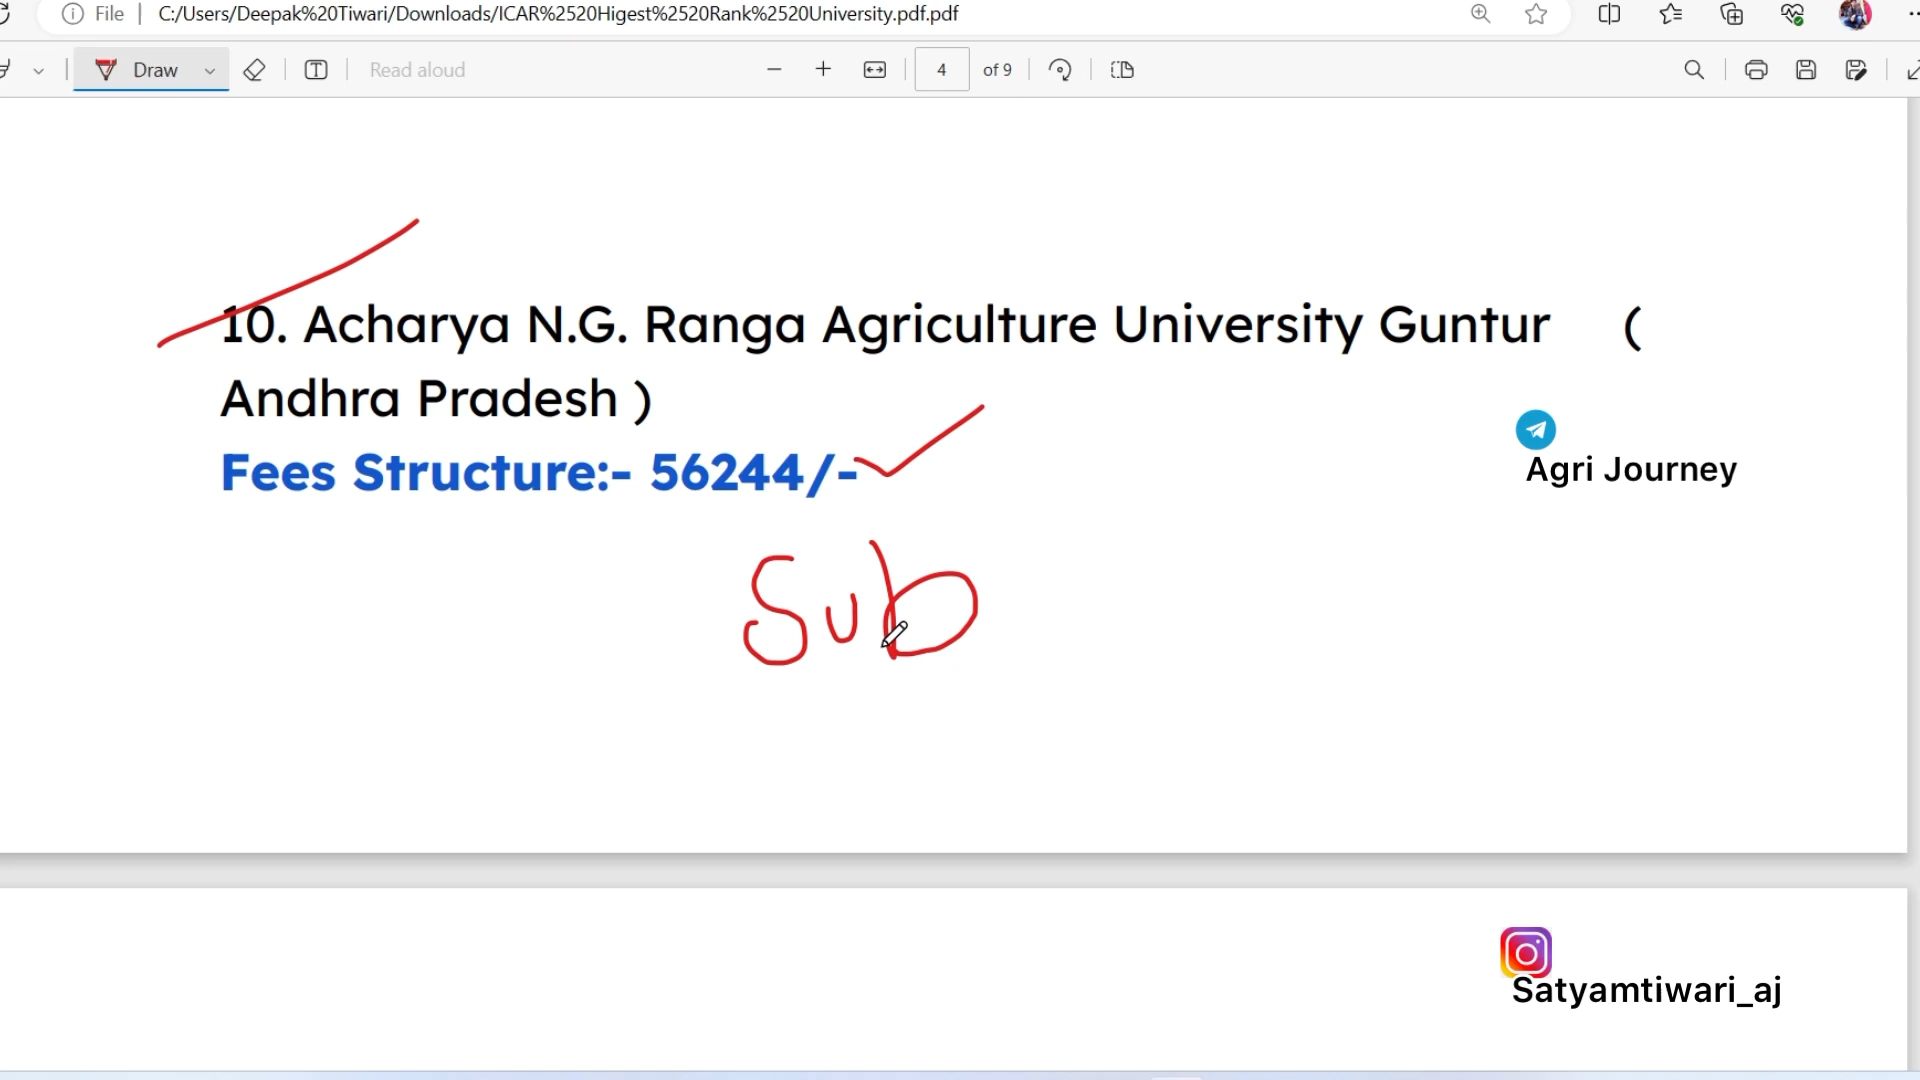 File
C:/Users/Deepak%20Tiwari/Downloads/ICAR%2520Higest%2520Rank%2520University.pdf.pdf
Draw
Read aloud
4 of 9
10. Acharya N.G. Ranga Agriculture University Guntur (
Andhra Pradesh )
Fees Structure:- 56244/-
Agri Journey
Sub
Satyamtiwari_aj